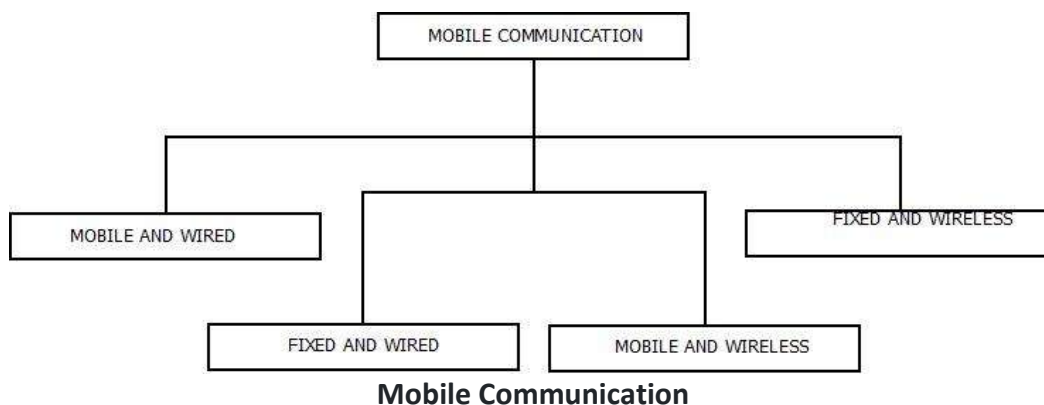 MOBILE COMMUNICATION
MOBILE AND WIRED
FIXED AND WIRELESS
FIXED AND WIRED
MOBILE AND WIRELESS
Mobile Communication